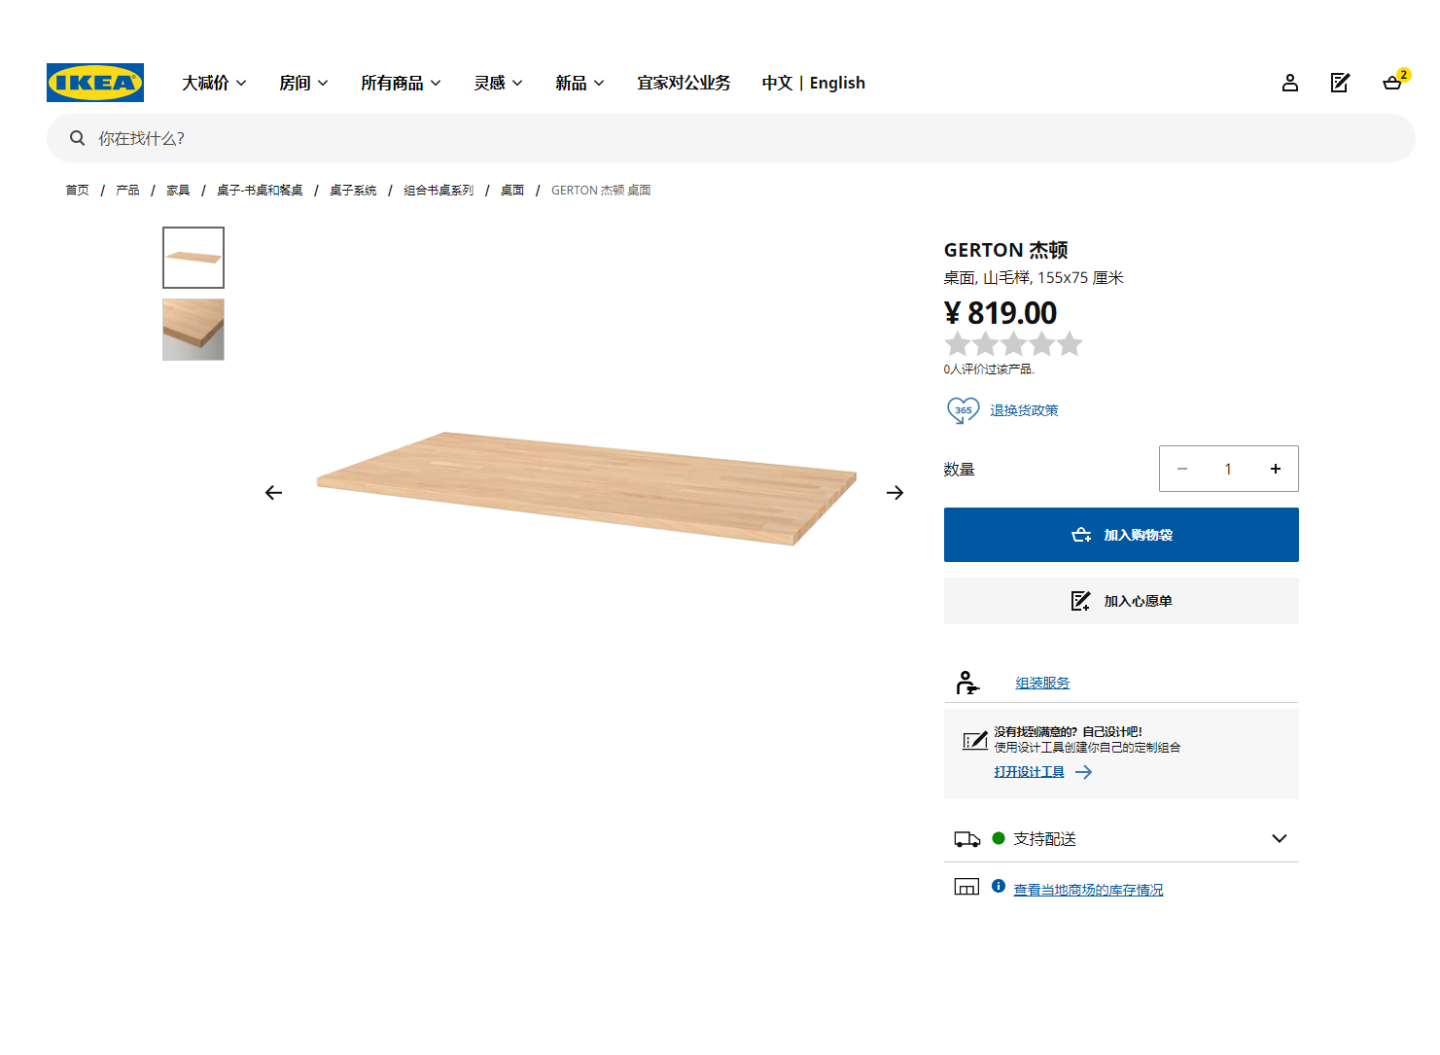 IKEA
大减价 房间 所有商品 灵感 新品 宜家对公业务 中文 | English
2
你在找什么?
首页 / 产品 / 家具 / 桌子-书桌和餐桌 / 桌子系统 / 组合书桌系列 / 桌面 / GERTON 杰顿 桌面
GERTON 杰顿
桌面, 山毛榉, 155x75 厘米
¥ 819.00
0人评价过该产品.
365 退换货政策
数量 − 1 +
加入购物袋
加入心愿单
组装服务
没有找到满意的？自己设计吧！
使用设计工具创建你自己的定制组合
打开设计工具
支持配送
查看当地商场的库存情况